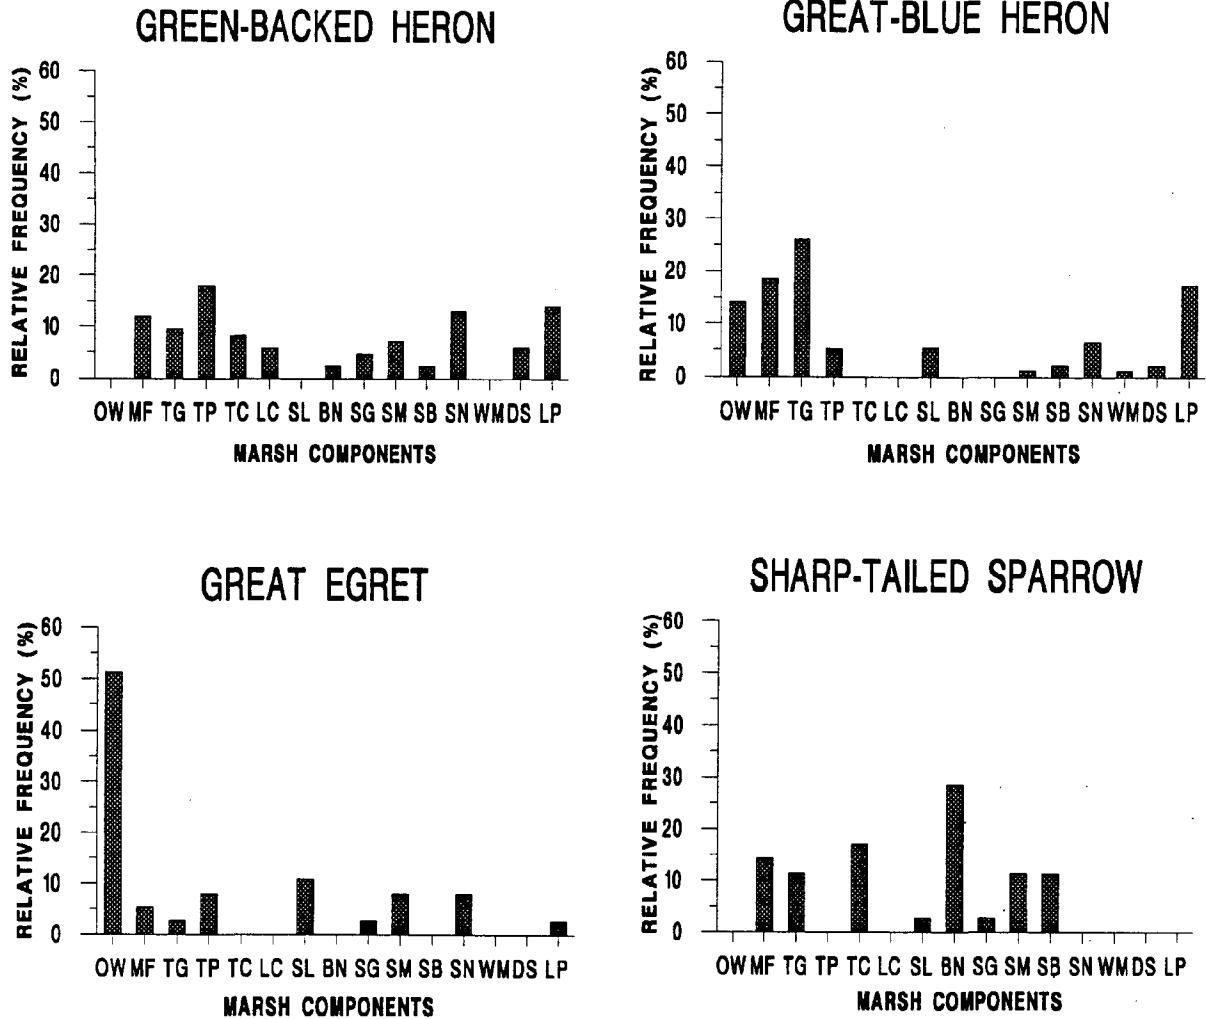 GREEN-BACKED HERON
RELATIVE FREQUENCY (%)
60
50
40
30
20
10
0
OW MF TG TP TC LC SL BN SG SM SB SN WM DS LP
MARSH COMPONENTS
GREAT-BLUE HERON
RELATIVE FREQUENCY (%)
60
50
40
30
20
10
0
OW MF TG TP TC LC SL BN SG SM SB SN WM DS LP
MARSH COMPONENTS
GREAT EGRET
RELATIVE FREQUENCY (%)
60
50
40
30
20
10
0
OW MF TG TP TC LC SL BN SG SM SB SN WM DS LP
MARSH COMPONENTS
SHARP-TAILED SPARROW
RELATIVE FREQUENCY (%)
60
50
40
30
20
10
0
OW MF TG TP TC LC SL BN SG SM SB SN WM DS LP
MARSH COMPONENTS